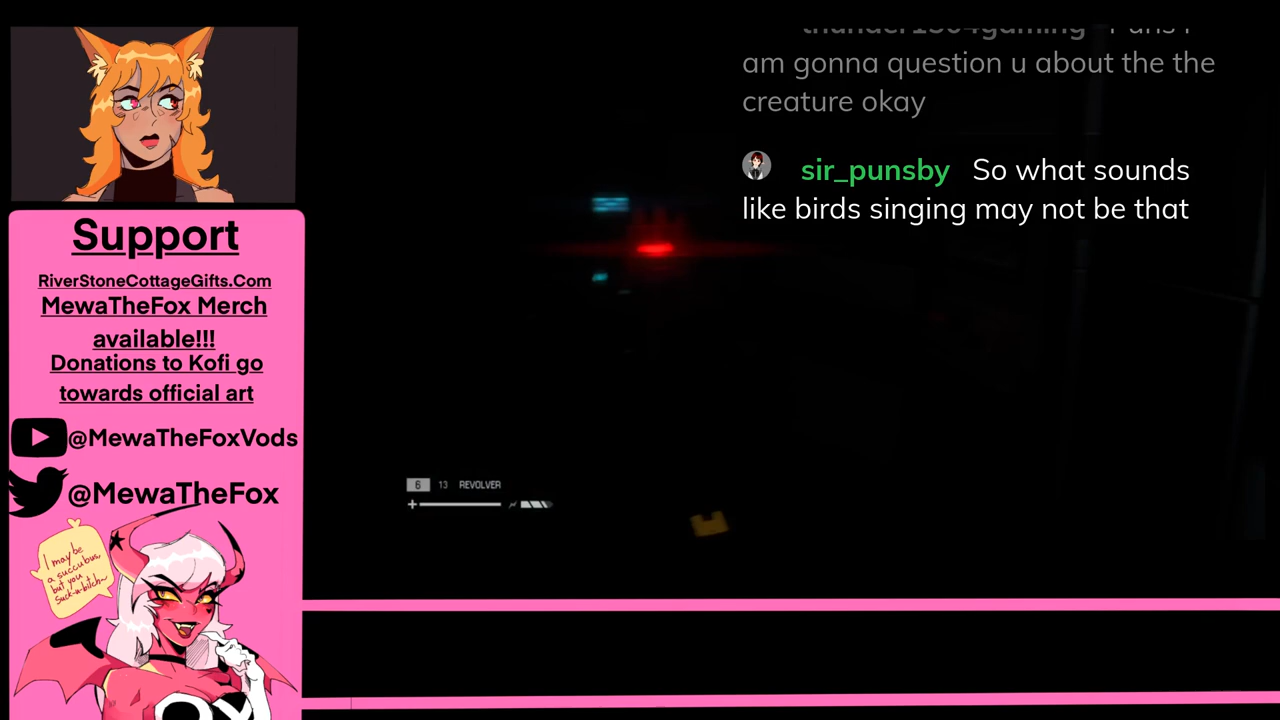 am gonna question u about the the
creature okay
sir_punsby So what sounds
like birds singing may not be that
Support
RiverStoneCottageGifts.Com
MewaTheFox Merch
available!!!
Donations to Kofi go
towards official art
@MewaTheFoxVods
@MewaTheFox
I may be
a succubus,
but you
suck-a-bitch~
6 13 REVOLVER